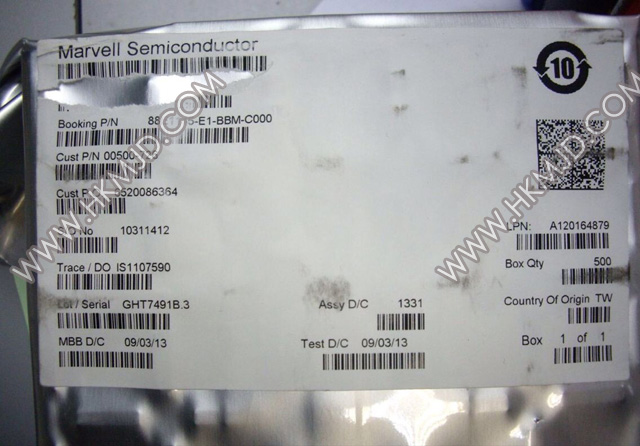 Marvell Semiconductor
10
Booking P/N -E1-BBM-C000
Cust P/N 00500
Cust
No 10311412
LPN: A120164879
Trace / DO IS1107590
Box Qty 500
Lot / Serial GHT7491B.3
Assy D/C 1331
Country Of Origin TW
MBB D/C 09/03/13
Test D/C 09/03/13
Box 1 of 1
WWW.HKMJD.COM
WWW.HKMJD.COM